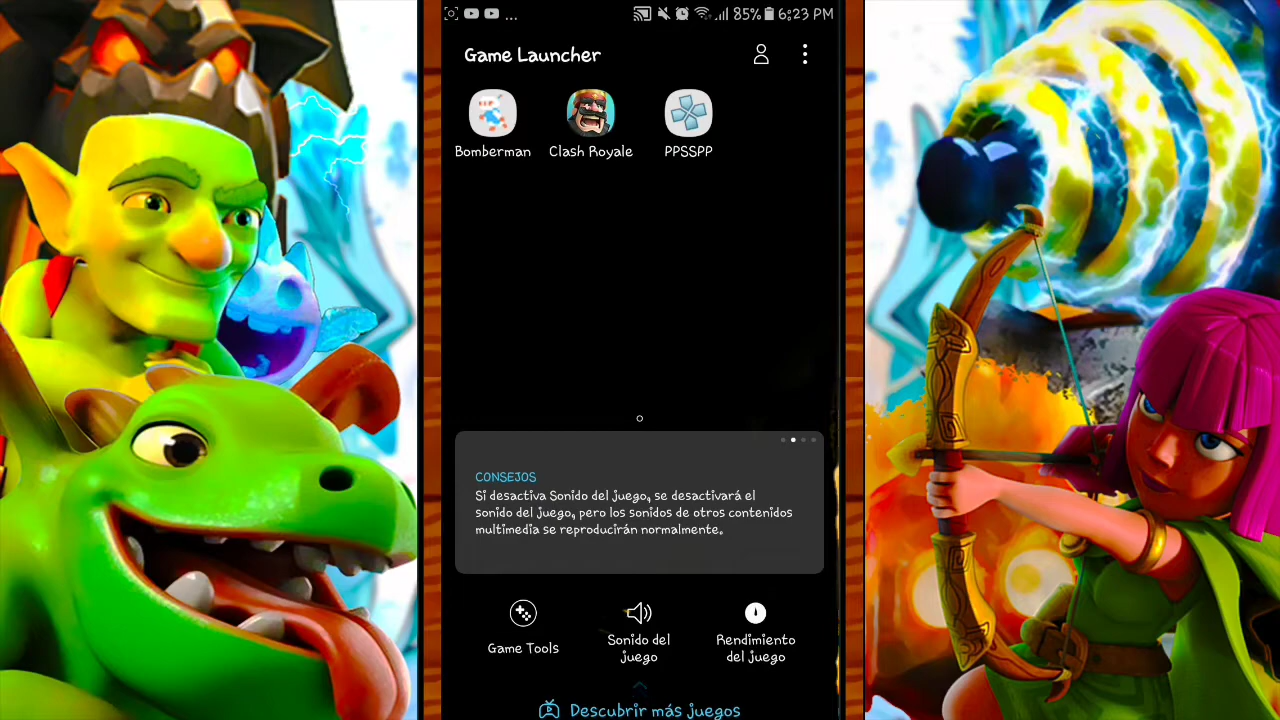 ... 85% 6:23 PM
Game Launcher
Bomberman Clash Royale PPSSPP
CONSEJOS
Si desactiva Sonido del juego, se desactivará el
sonido del juego, pero los sonidos de otros contenidos
multimedia se reproducirán normalmente.
Game Tools
Sonido del
juego
Rendimiento
del juego
Descubrir más juegos